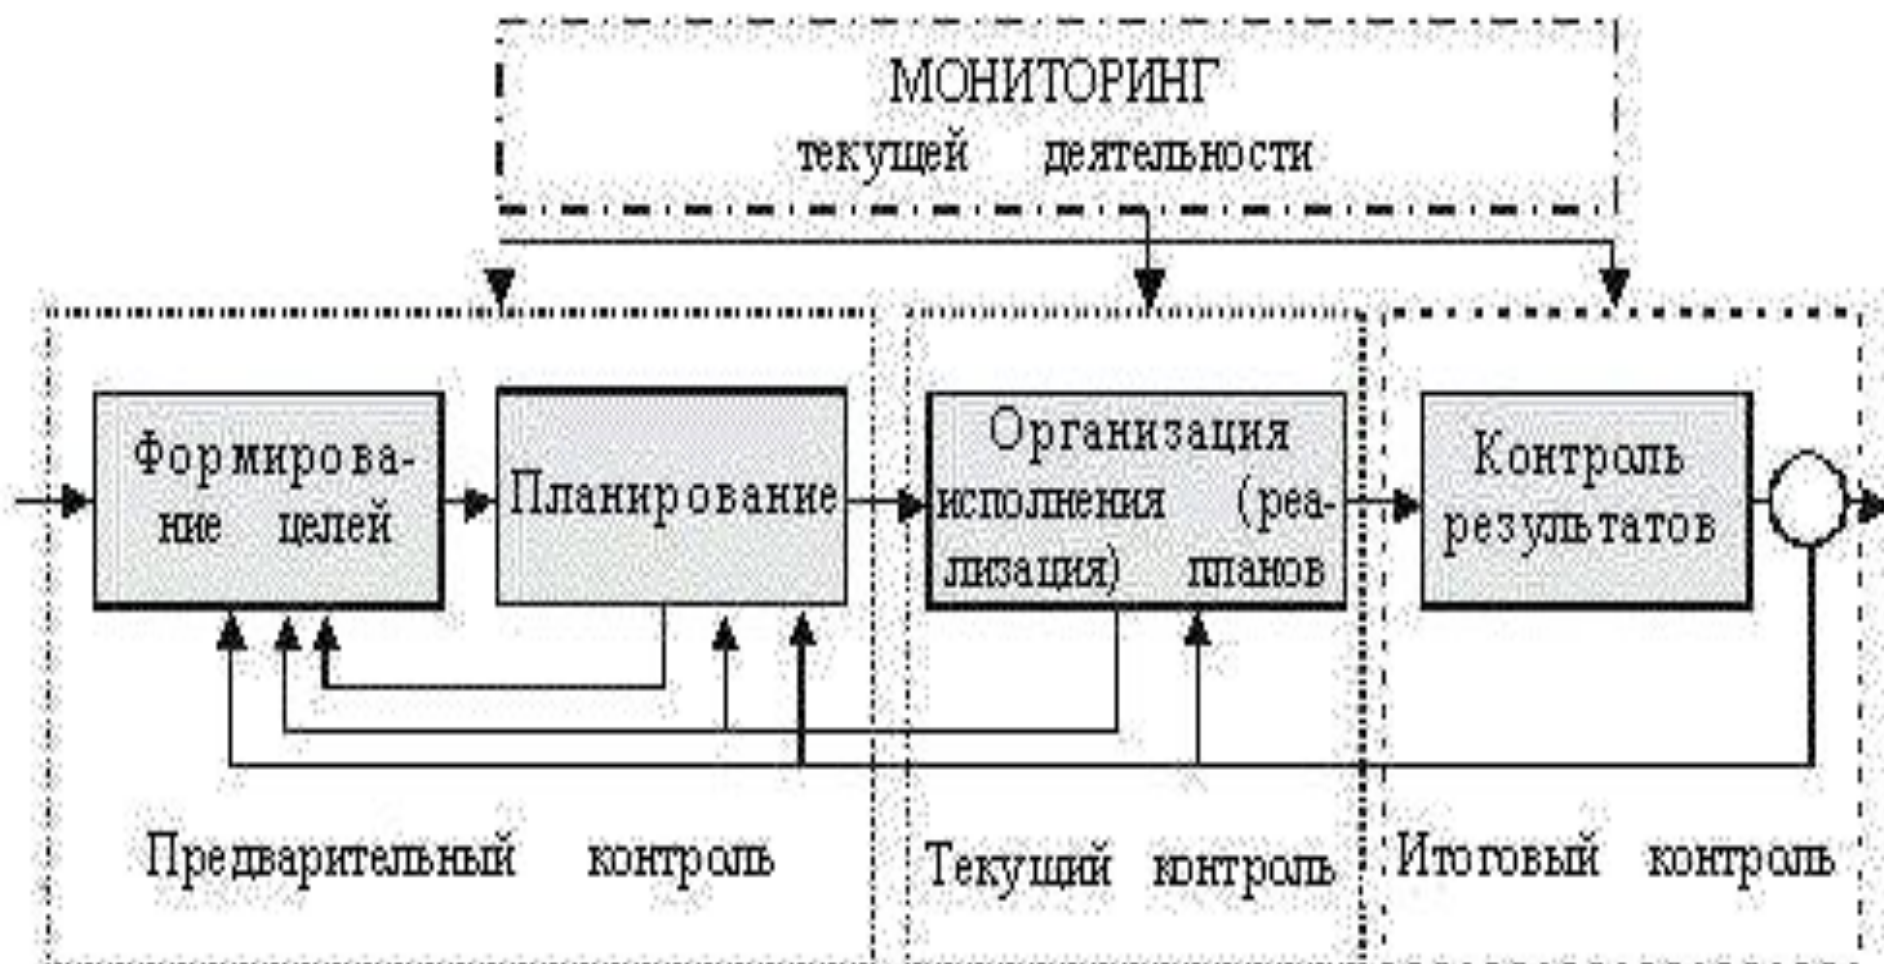 МОНИТОРИНГ
текущей деятельности
Формирова-
ние целей
Планирование
Организация
исполнения (реа-
лизация) планов
Контроль
результатов
Предварительный контроль
Текущий контроль
Итоговый контроль